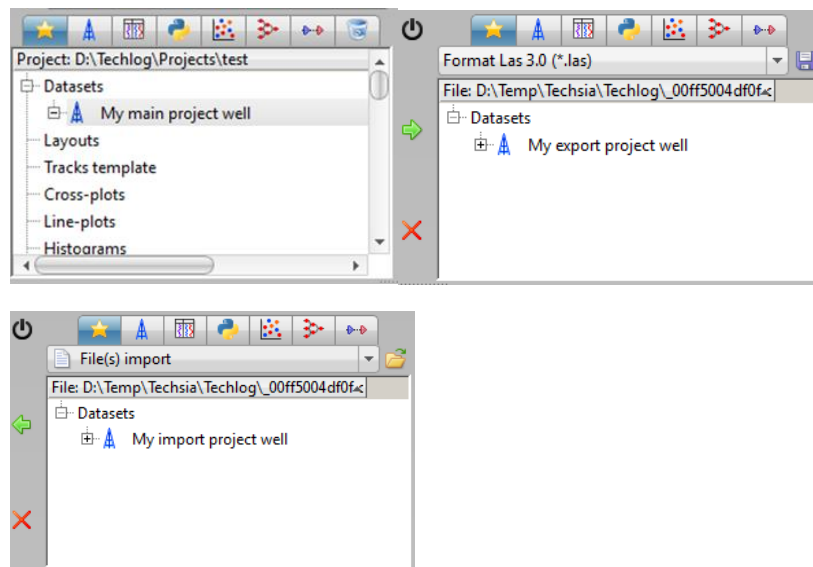 Project: D:\Techlog\Projects\test
Datasets
My main project well
Layouts
Tracks template
Cross-plots
Line-plots
Histograms
Format Las 3.0 (*.las)
File: D:\Temp\Techsia\Techlog\_00ff5004df0f
Datasets
My export project well
File(s) import
File: D:\Temp\Techsia\Techlog\_00ff5004df0f
Datasets
My import project well